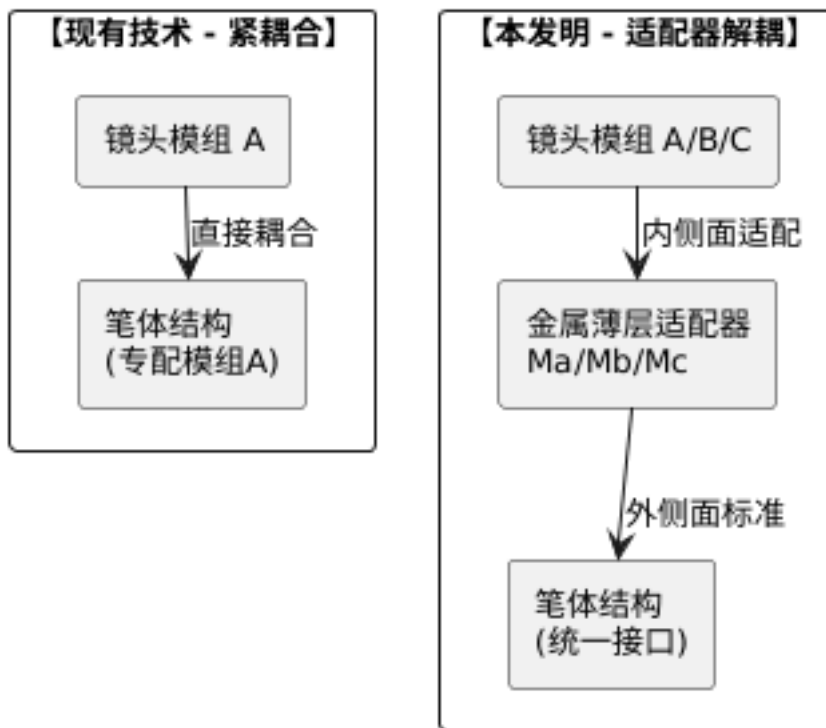 【现有技术 - 紧耦合】
镜头模组 A
直接耦合
笔体结构
(专配模组A)
【本发明 - 适配器解耦】
镜头模组 A/B/C
内侧面适配
金属薄层适配器
Ma/Mb/Mc
外侧面标准
笔体结构
(统一接口)